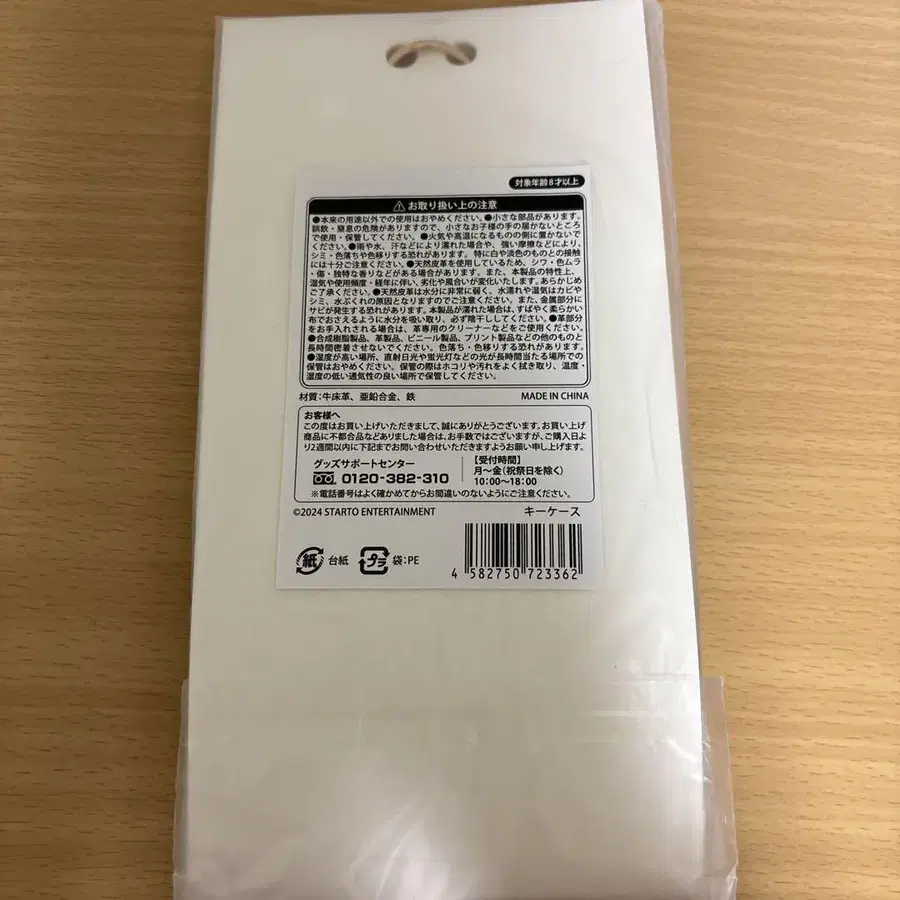 対象年齢8才以上
⚠お取り扱い上の注意
●本来の用途以外での使用はおやめください。●小さな部品があります。
誤飲・窒息の危険がありますので、小さなお子様の手の届かないところ
で使用・保管してください。●火気や高温になるものの側に置かないで
ください。●雨や水、汗などにより濡れた場合や、強い摩擦などにより、
シミ・色落ちや色移りする恐れがあります。特に白や淡色のものとの接触
には十分ご注意ください。●天然皮革を使用しているため、シワ・色ムラ
・傷・独特な香りなどがある場合があります。また、本製品の特性上、
湿気や使用頻度・経年に伴い、劣化や風合いが変化いたします。あらかじめ
ご了承ください。●天然皮革は水分に非常に弱く、水濡れや湿気はカビや
シミ、水ぶくれの原因となりますのでご注意ください。また、金属部分に
サビが発生する恐れがあります。本製品が濡れた場合は、すばやく柔らかい
布でおさえるように水分を吸い取り、必ず陰干ししてください。●革部分
をお手入れされる場合は、革専用のクリーナーなどをご使用ください。
●合成樹脂製品、革製品、ビニール製品、プリント製品などの他のものと
長時間密着させないでください。色落ち・色移りする恐れがあります。
●湿度が高い場所、直射日光や蛍光灯などの光が長時間当たる場所での
保管はおやめください。保管の際はホコリや汚れをよく拭き取り、温度・
湿度の低い通気性の良い場所で保管してください。
材質:牛床革、亜鉛合金、鉄 MADE IN CHINA
お客様へ
この度はお買い上げいただきまして、誠にありがとうございます。お買い上げ
商品に不都合品などありました場合は、お手数ではございますが、ご購入日よ
り2週間以内に下記までお問い合わせいただきますようお願い申し上げます。
グッズサポートセンター
0120-382-310
【受付時間】
月〜金(祝祭日を除く)
10:00〜18:00
※電話番号はよく確かめてからお間違いのないようにご注意ください。
©2024 STARTO ENTERTAINMENT キーケース
紙 台紙 プラ 袋:PE
4 582750 723362